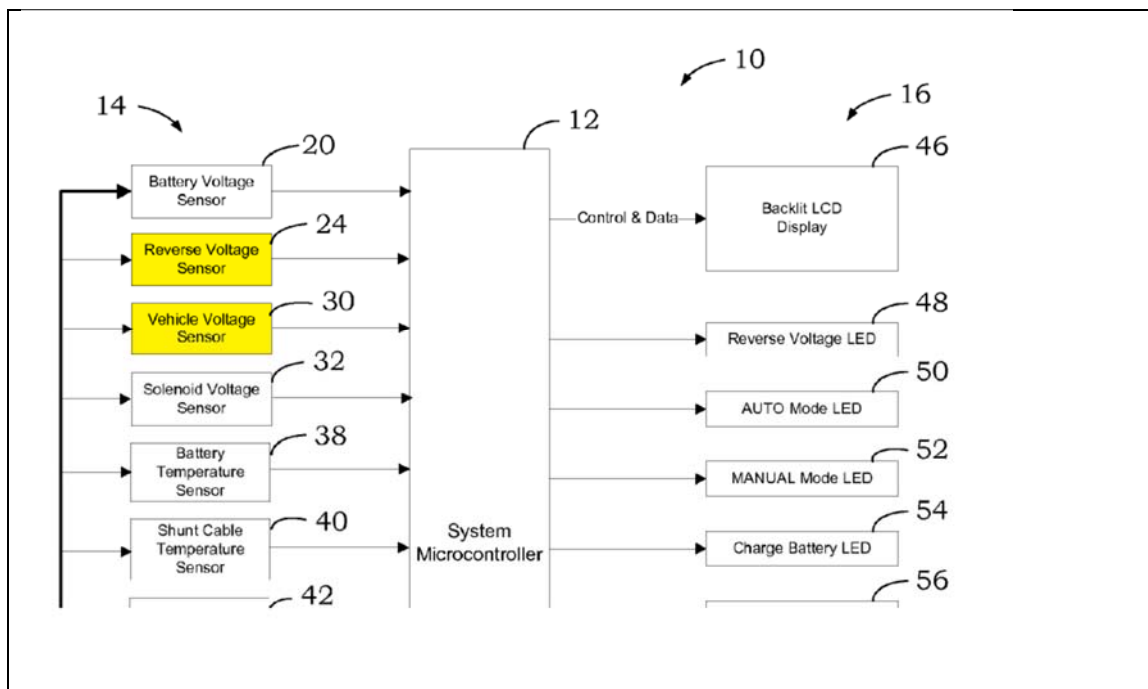 10
14
16
12
20
46
Battery Voltage
Sensor
Control & Data
Backlit LCD
Display
24
Reverse Voltage
Sensor
30
Vehicle Voltage
Sensor
48
Reverse Voltage LED
32
Solenoid Voltage
Sensor
50
AUTO Mode LED
38
Battery
Temperature
Sensor
52
MANUAL Mode LED
40
Shunt Cable
Temperature
Sensor
System
Microcontroller
54
Charge Battery LED
42
56